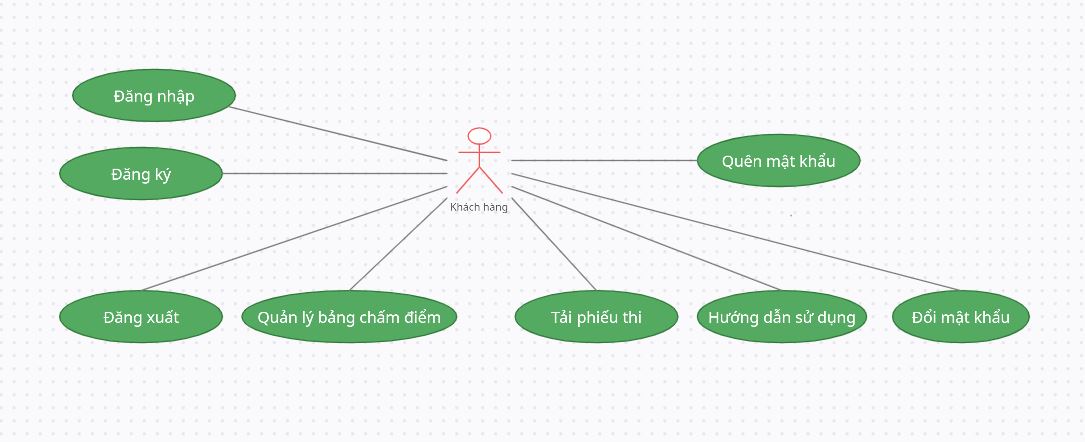 Đăng nhập
Quên mật khẩu
Đăng ký
Khách hàng
Đăng xuất
Quản lý bảng chấm điểm
Tải phiếu thi
Hướng dẫn sử dụng
Đổi mật khẩu